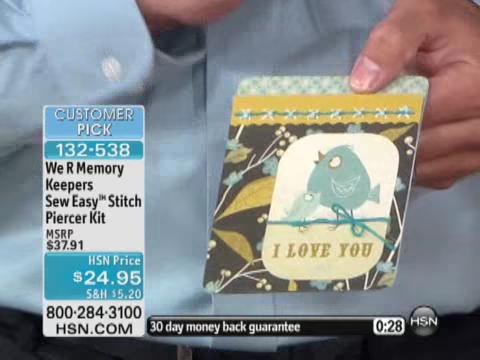 CUSTOMER
PICK
132-538
We R Memory
Keepers
Sew Easy™ Stitch
Piercer Kit
MSRP
$37.91
HSN Price
$24.95
S&H $5.20
800-284-3100
HSN.COM
I LOVE YOU
30 day money back guarantee
0:28
HSN